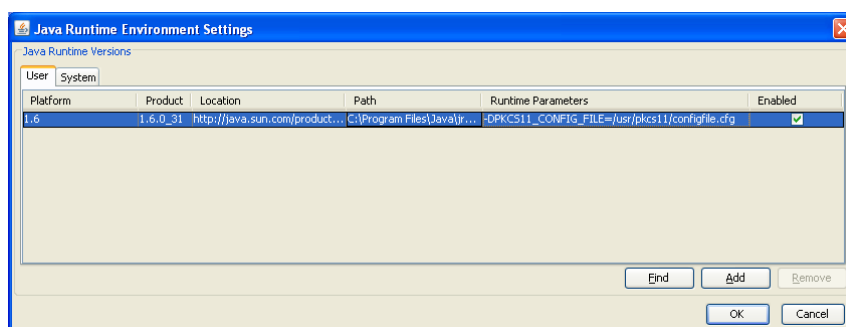 Java Runtime Environment Settings
Java Runtime Versions
User System
Platform Product Location Path Runtime Parameters Enabled
1.6 1.6.0_31 http://java.sun.com/product... C:\Program Files\Java\jr... -DPKCS11_CONFIG_FILE=/usr/pkcs11/configfile.cfg
Find Add Remove
OK Cancel